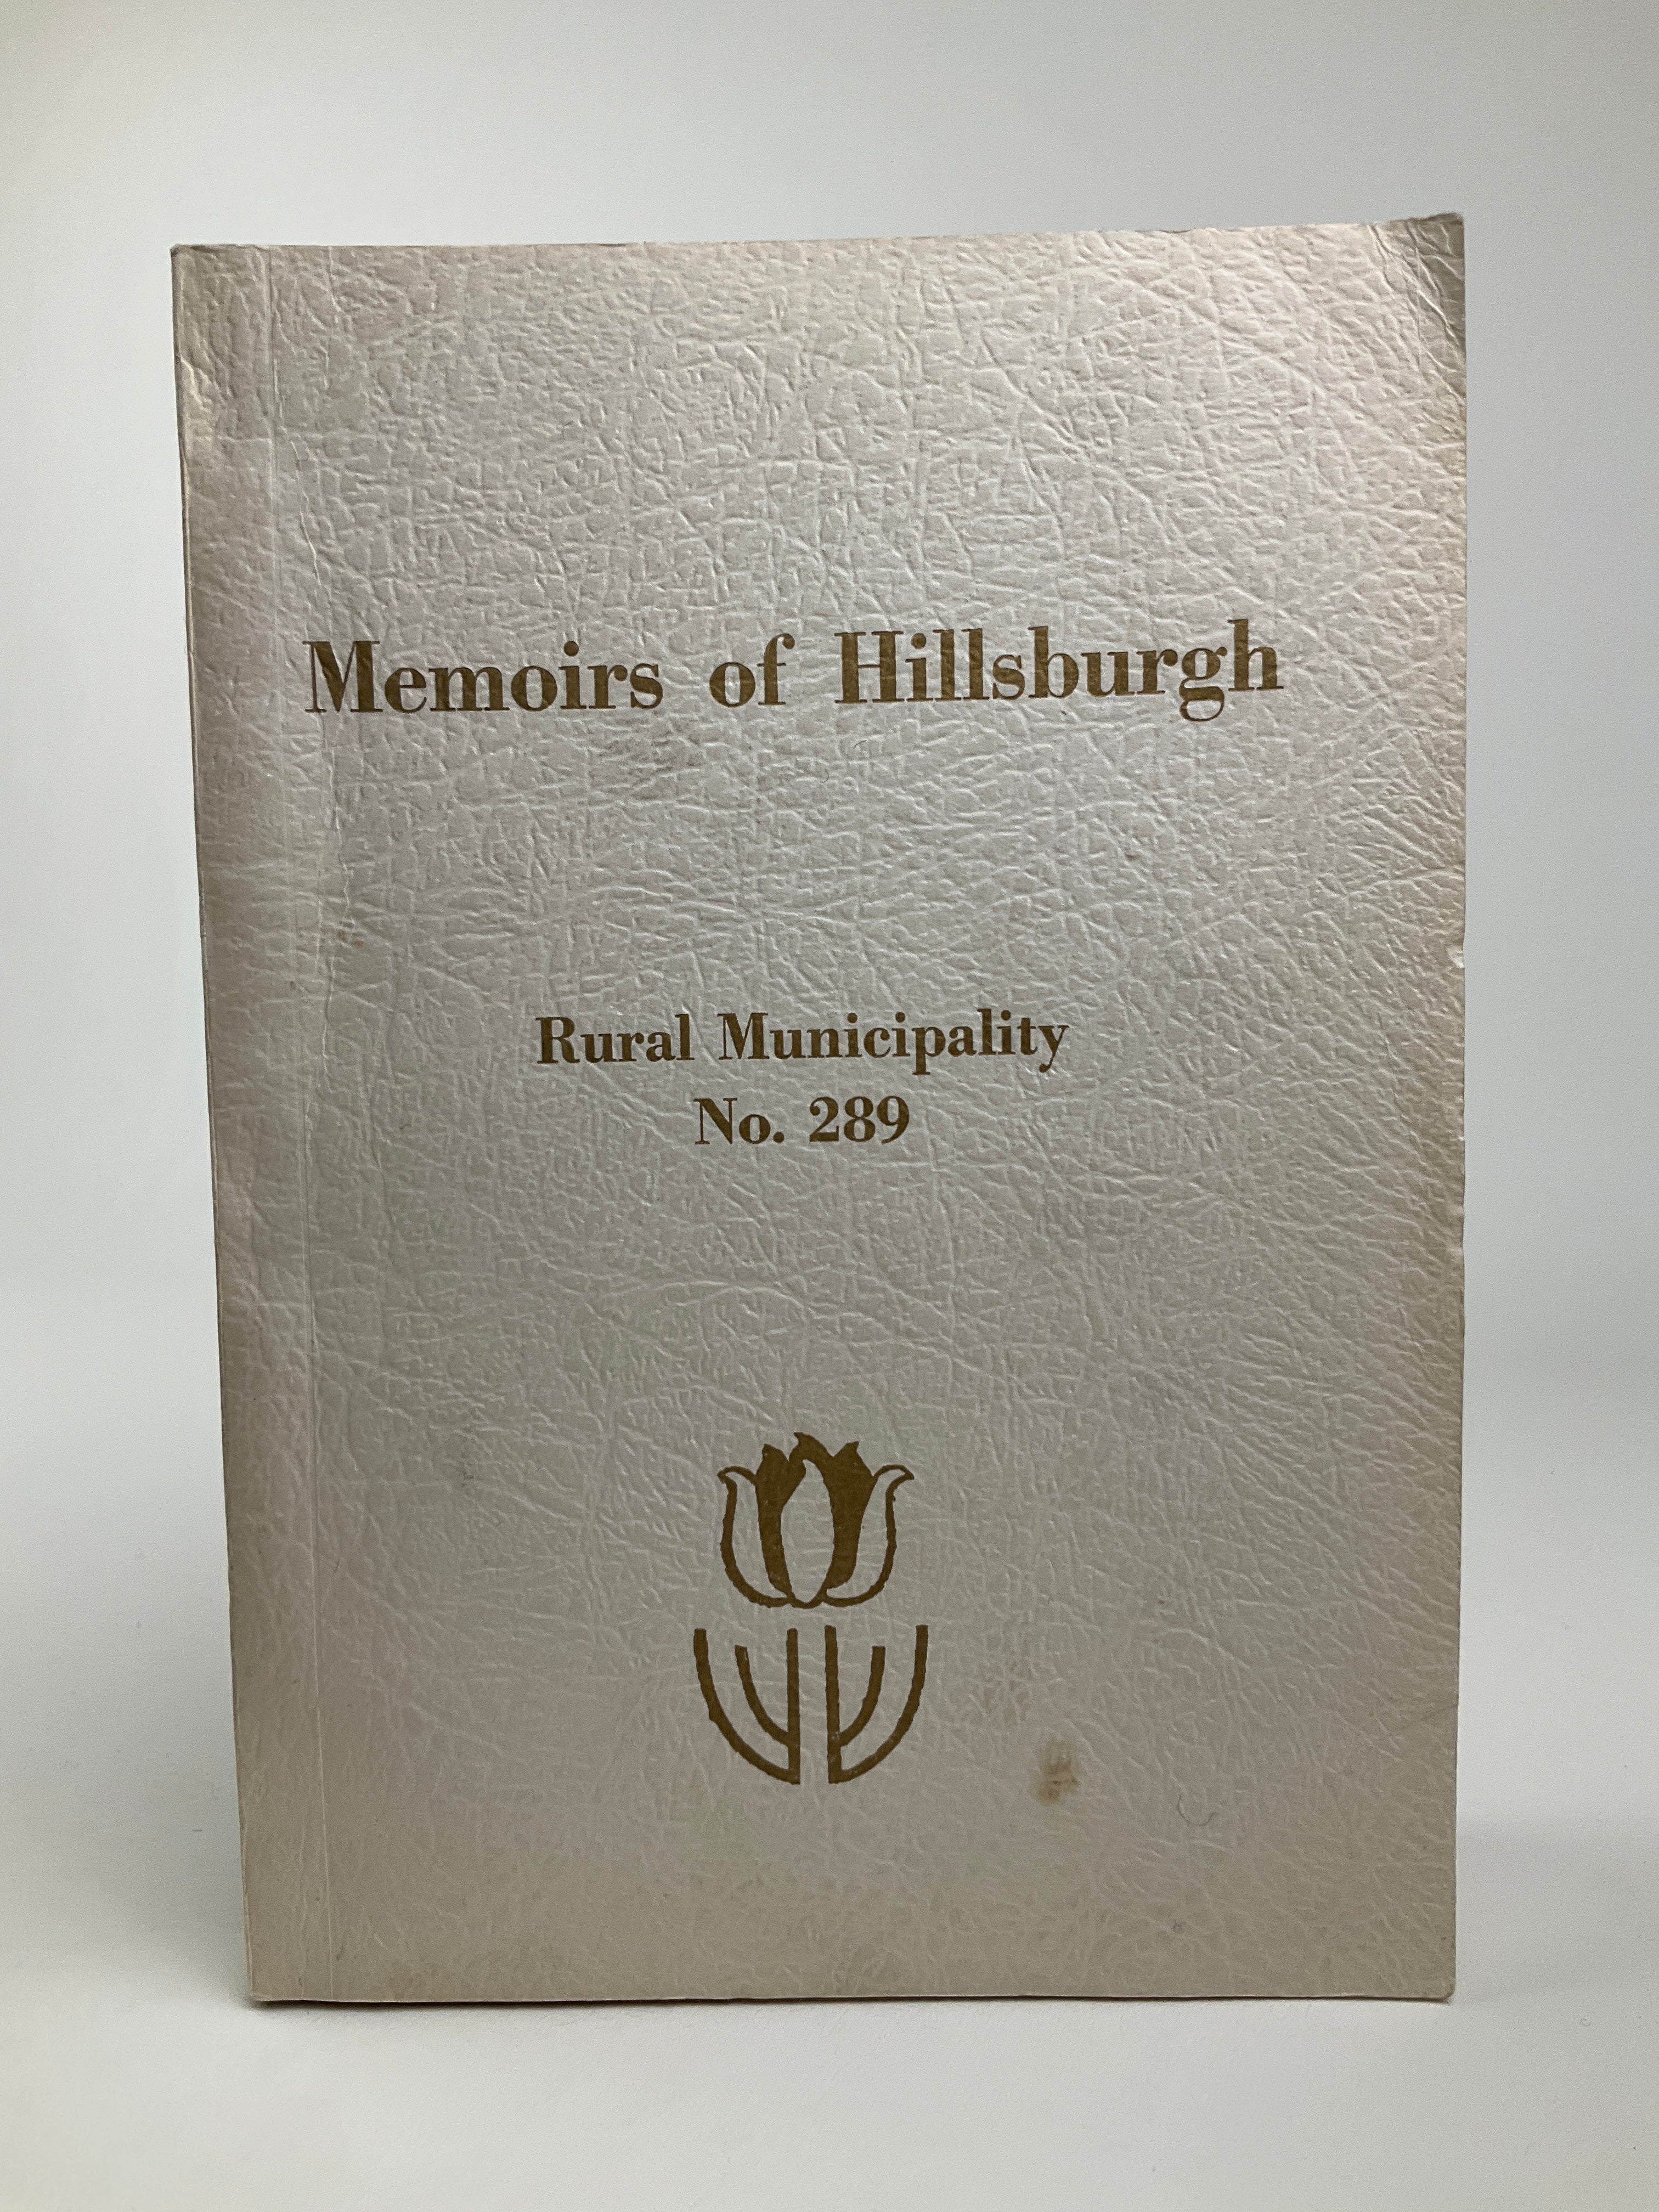 Memoirs of Hillsburgh
Rural Municipality
No. 289